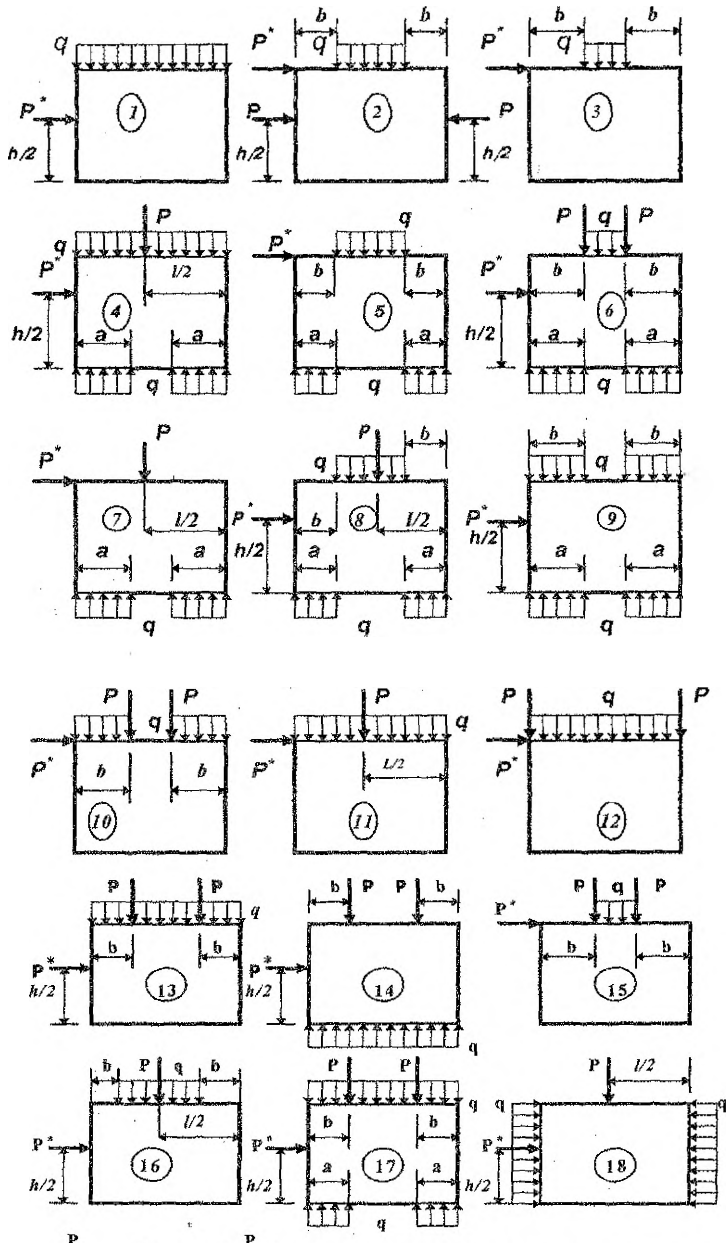 b b
q P* q P* b q b
P* 1 P 2 P 3
h/2 h/2 h/2
P P q P
q P* q
P* l/2 b b P* b b
4 5 6
h/2 a a a a h/2 a a
q q q
P P b b b
P* q q
7 l/2 P* b 8 l/2 P* 9
a a h/2 a a h/2 a a
q q q
P P P P q P
q q
P* b b P* L/2 P*
10 11 12
P P b P P b P q P
q P*
P* b b P* b b
h/2 13 h/2 14 15
q
b P q b P P P l/2
q q q
P* l/2 P* b b P*
h/2 16 h/2 a 17 a h/2 18
q
P P